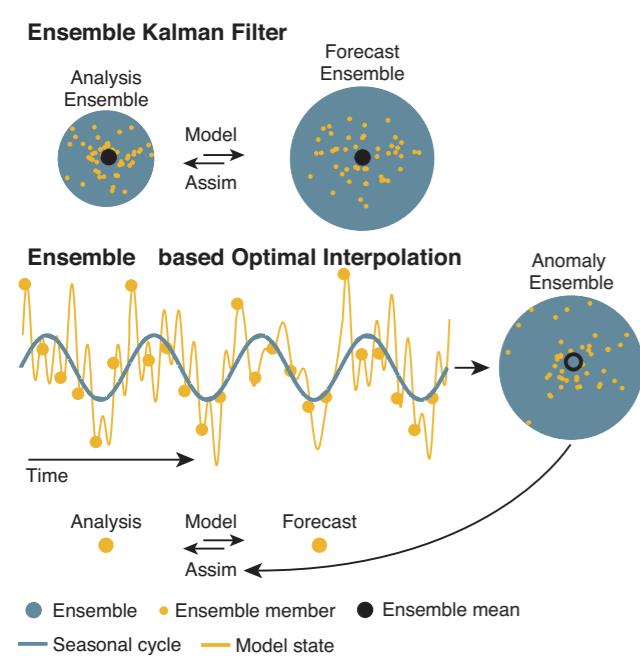 Ensemble Kalman Filter
Analysis
Ensemble
Forecast
Ensemble
Model
Assim
Ensemble based Optimal Interpolation
Anomaly
Ensemble
Time
Analysis
Model
Forecast
Assim
Ensemble
Ensemble member
Ensemble mean
Seasonal cycle
Model state